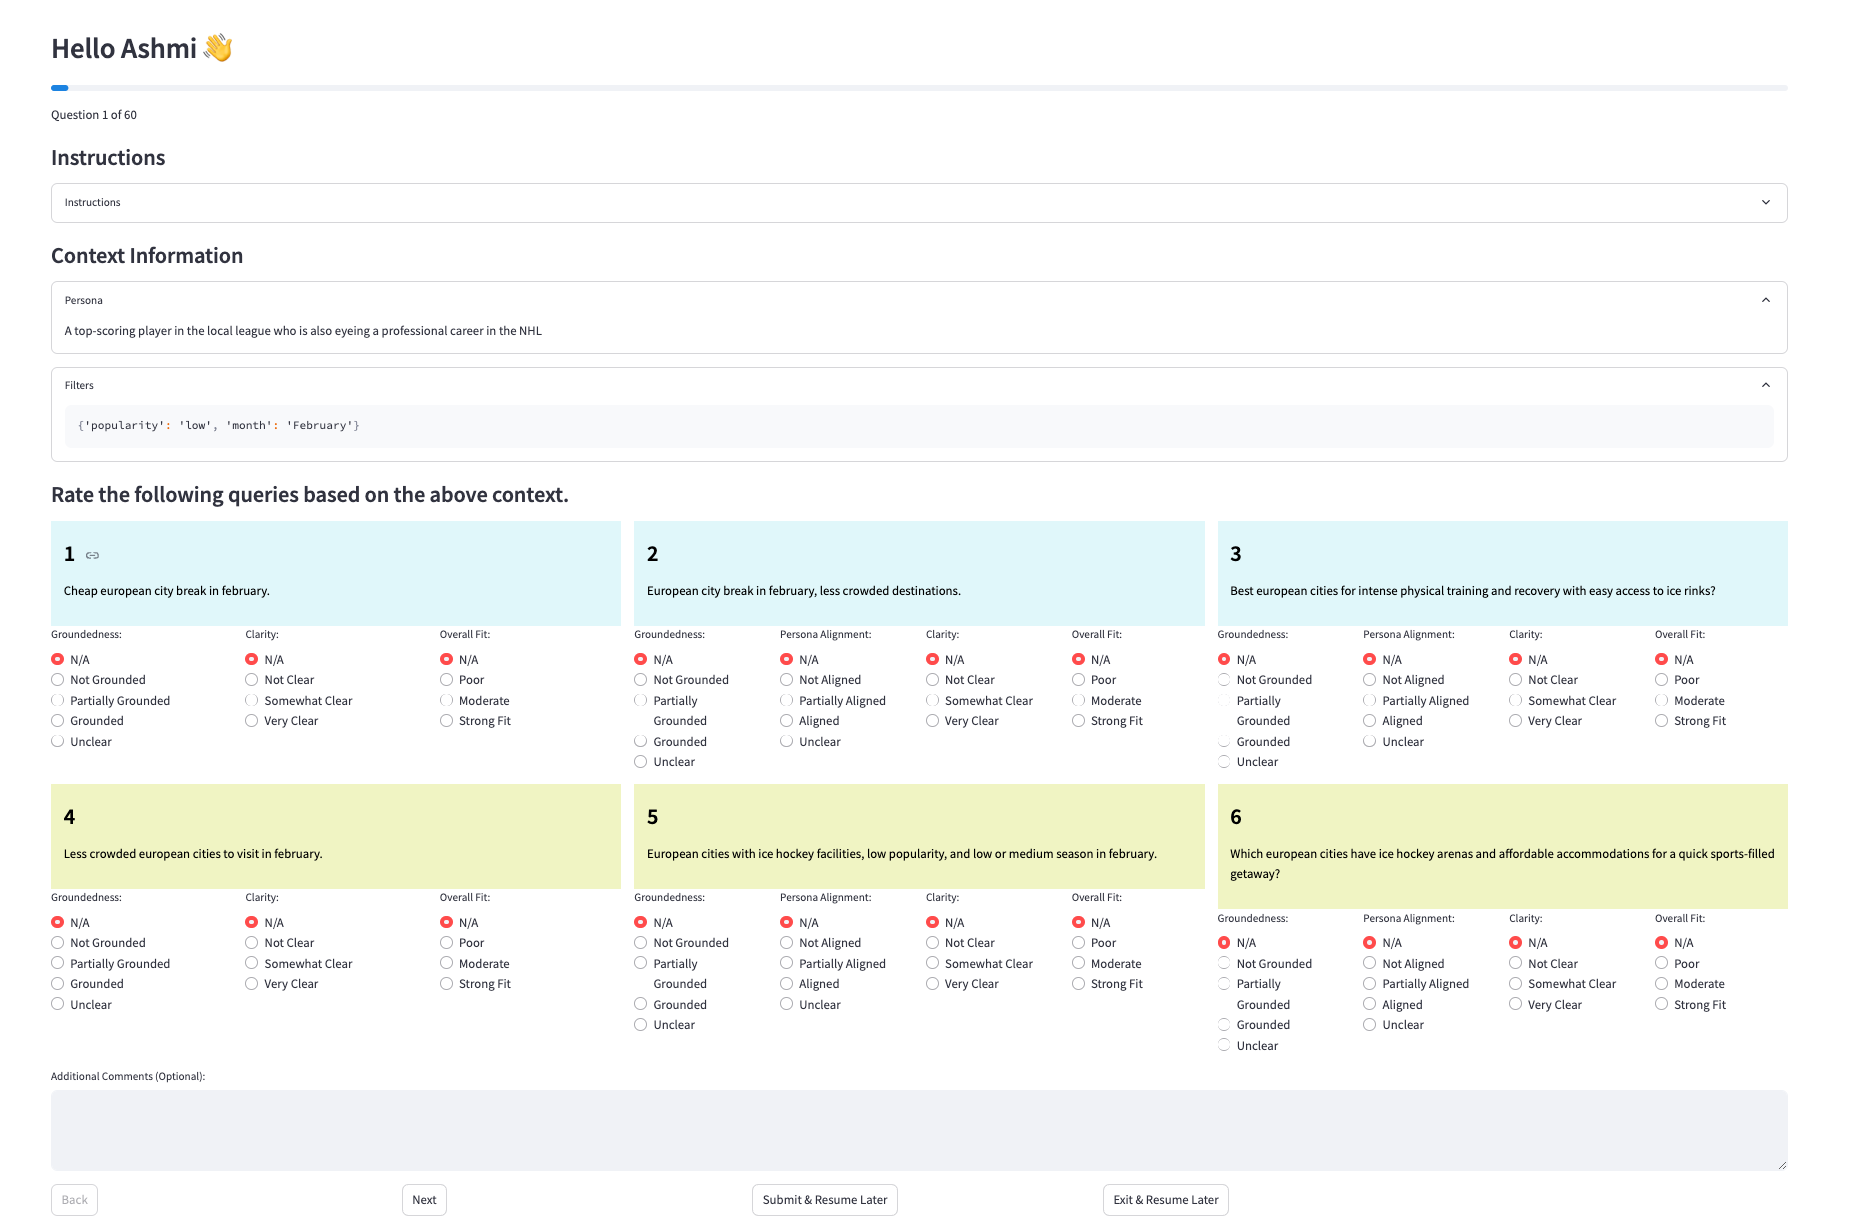 Hello Ashmi 👋
Question 1 of 60
Instructions
Instructions
Context Information
Persona
A top-scoring player in the local league who is also eyeing a professional career in the NHL
Filters
{'popularity': 'low', 'month': 'February'}
Rate the following queries based on the above context.
1
Cheap european city break in february.
Groundedness:
N/A
Not Grounded
Partially Grounded
Grounded
Unclear
Clarity:
N/A
Not Clear
Somewhat Clear
Very Clear
Overall Fit:
N/A
Poor
Moderate
Strong Fit
2
European city break in february, less crowded destinations.
Groundedness:
N/A
Not Grounded
Partially
Grounded
Grounded
Unclear
Persona Alignment:
N/A
Not Aligned
Partially Aligned
Aligned
Unclear
Clarity:
N/A
Not Clear
Somewhat Clear
Very Clear
Overall Fit:
N/A
Poor
Moderate
Strong Fit
3
Best european cities for intense physical training and recovery with easy access to ice rinks?
Groundedness:
N/A
Not Grounded
Partially
Grounded
Grounded
Unclear
Persona Alignment:
N/A
Not Aligned
Partially Aligned
Aligned
Unclear
Clarity:
N/A
Not Clear
Somewhat Clear
Very Clear
Overall Fit:
N/A
Poor
Moderate
Strong Fit
4
Less crowded european cities to visit in february.
Groundedness:
N/A
Not Grounded
Partially Grounded
Grounded
Unclear
Clarity:
N/A
Not Clear
Somewhat Clear
Very Clear
Overall Fit:
N/A
Poor
Moderate
Strong Fit
5
European cities with ice hockey facilities, low popularity, and low or medium season in february.
Groundedness:
N/A
Not Grounded
Partially
Grounded
Grounded
Unclear
Persona Alignment:
N/A
Not Aligned
Partially Aligned
Aligned
Unclear
Clarity:
N/A
Not Clear
Somewhat Clear
Very Clear
Overall Fit:
N/A
Poor
Moderate
Strong Fit
6
Which european cities have ice hockey arenas and affordable accommodations for a quick sports-filled
getaway?
Groundedness:
N/A
Not Grounded
Partially
Grounded
Grounded
Unclear
Persona Alignment:
N/A
Not Aligned
Partially Aligned
Aligned
Unclear
Clarity:
N/A
Not Clear
Somewhat Clear
Very Clear
Overall Fit:
N/A
Poor
Moderate
Strong Fit
Additional Comments (Optional):
Back
Next
Submit & Resume Later
Exit & Resume Later